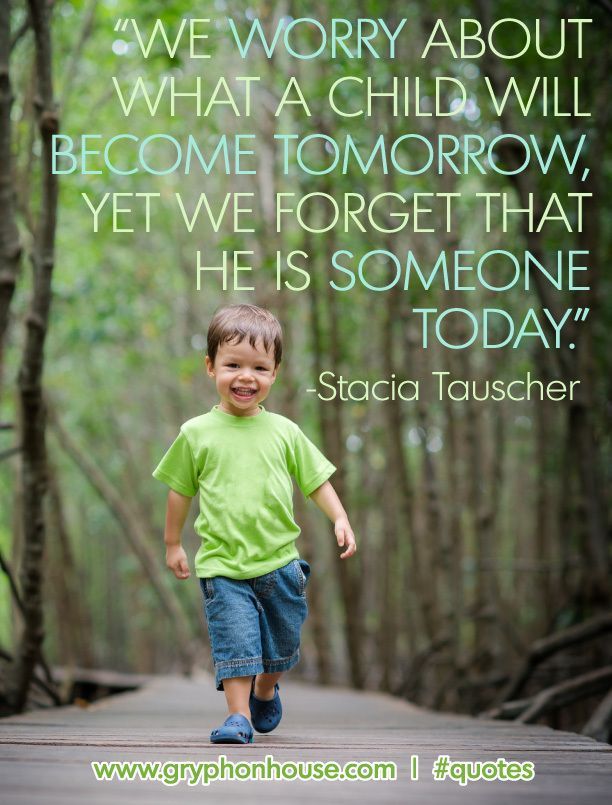 “WE WORRY ABOUT
WHAT A CHILD WILL
BECOME TOMORROW,
YET WE FORGET THAT
HE IS SOMEONE
TODAY.”
-Stacia Tauscher
www.gryphonhouse.com | #quotes